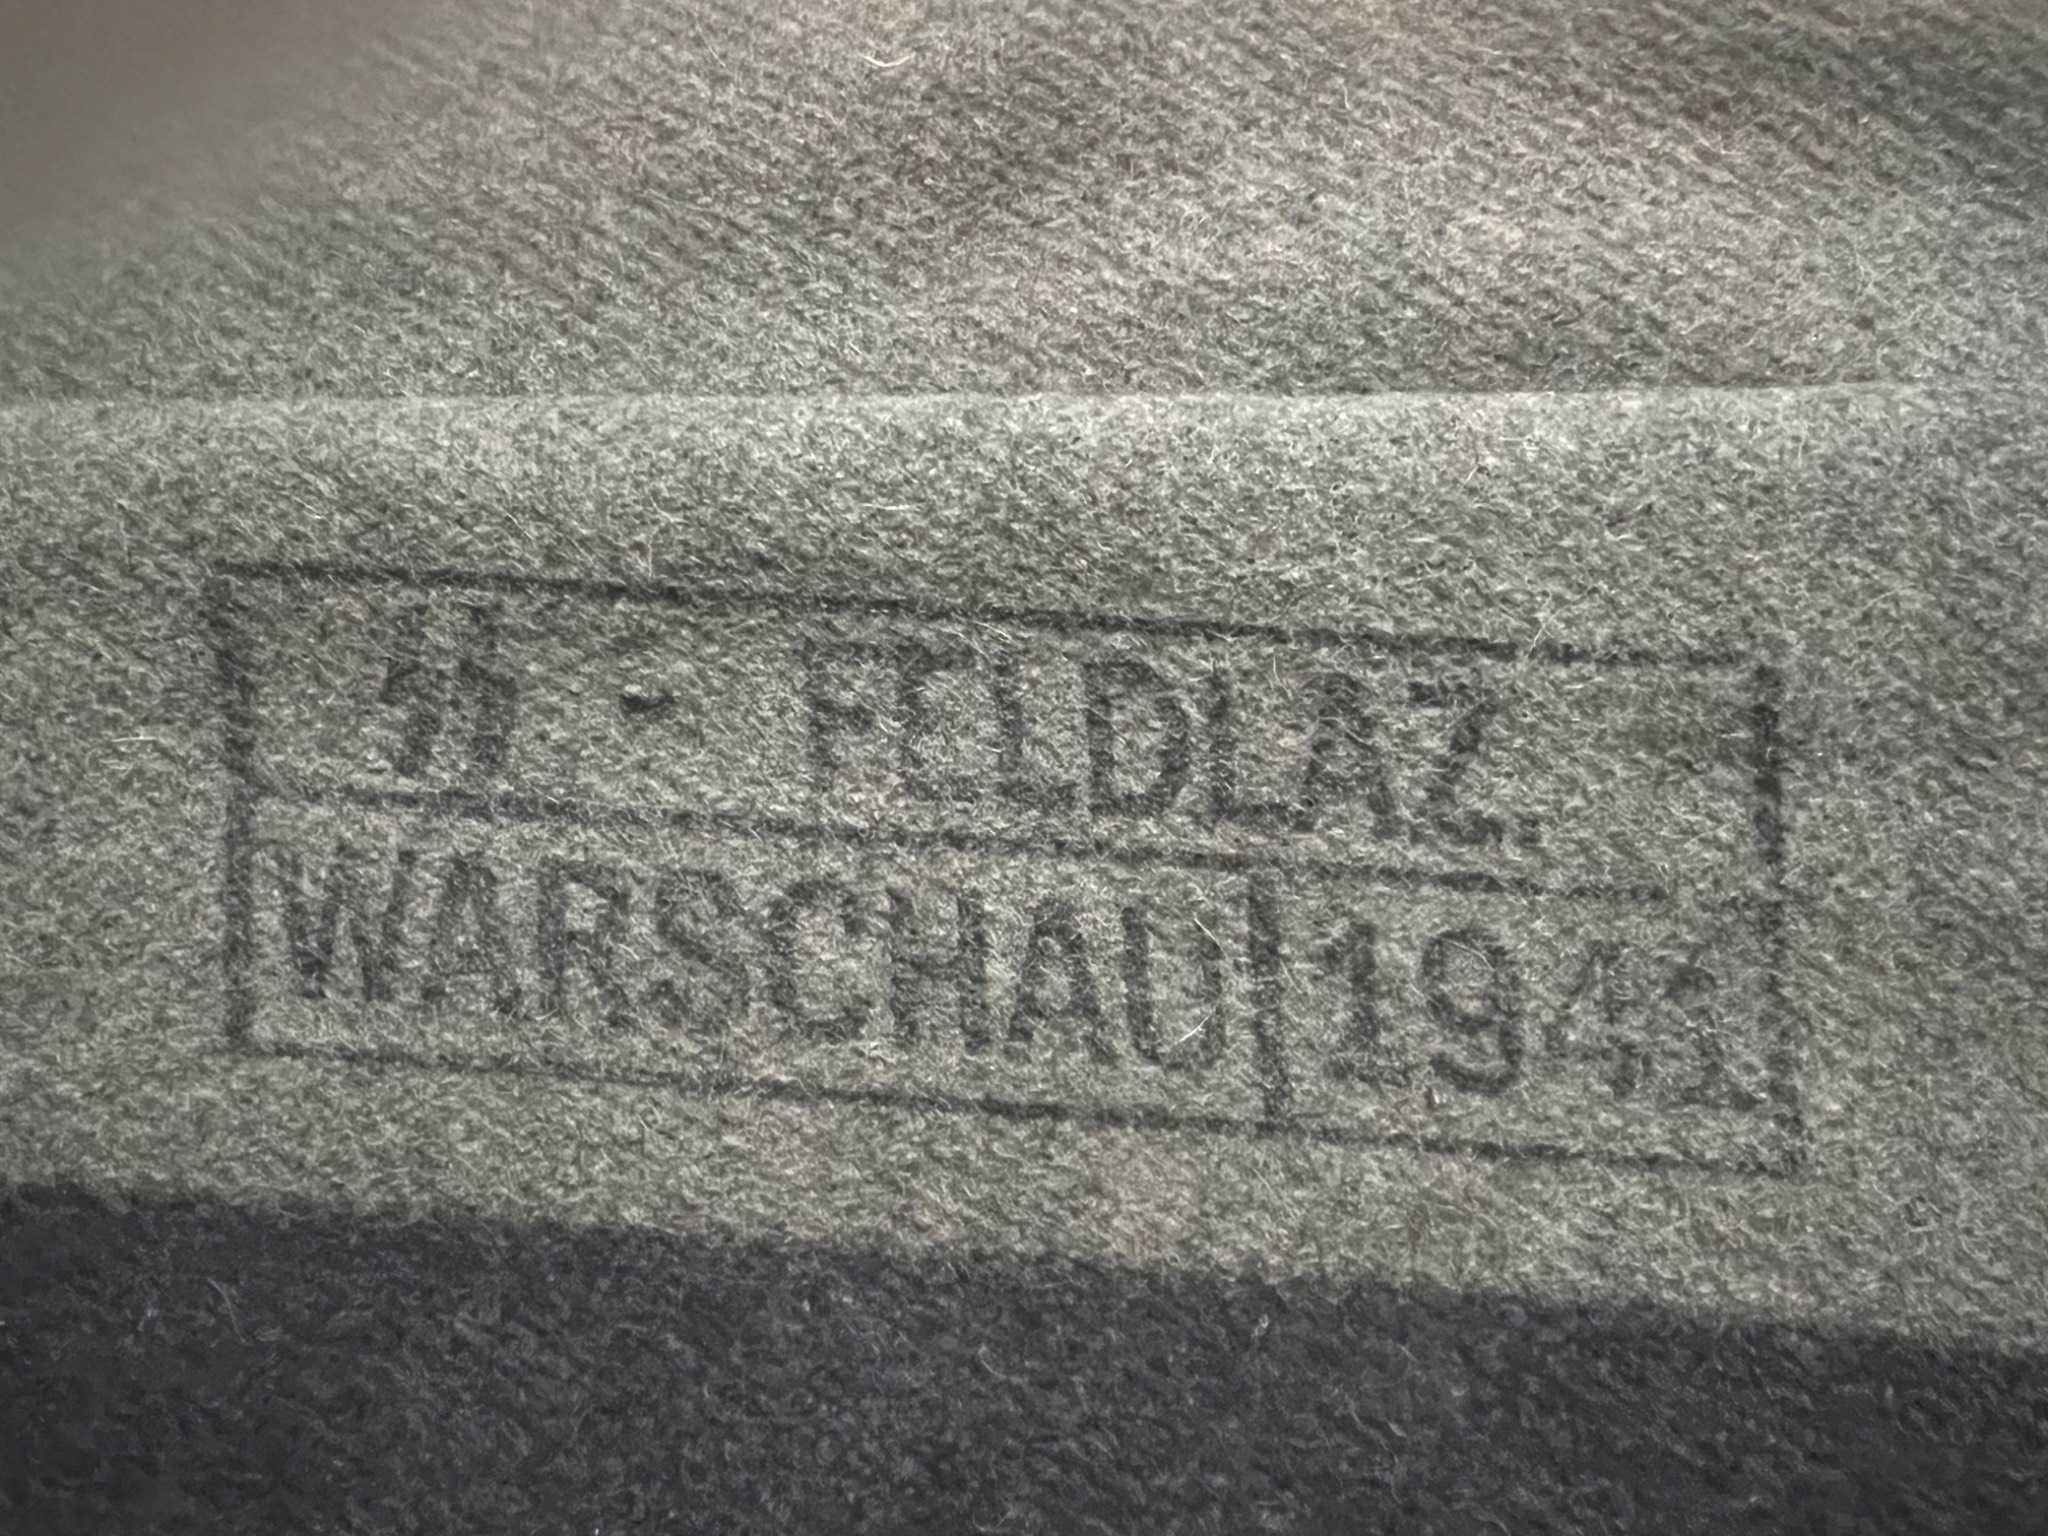 ᛋᛋ - FELDLAZ.
WARSCHAU 1941